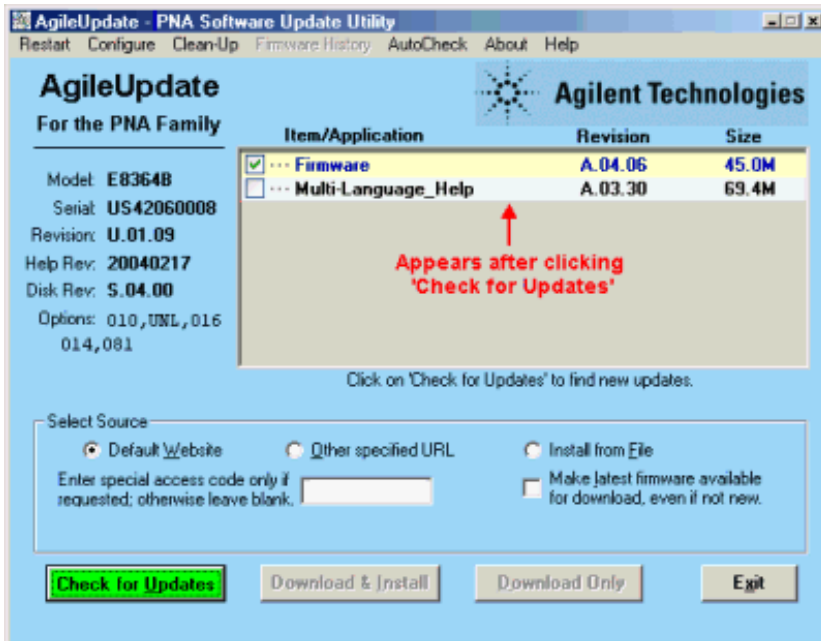 AgileUpdate - PNA Software Update Utility
Restart Configure Clean-Up Firmware History AutoCheck About Help
AgileUpdate
For the PNA Family
Agilent Technologies
Model: E8364B
Serial: US42060008
Revision: U.01.09
Help Rev: 20040217
Disk Rev: S.04.00
Options: 010,UNL,016
014,081
Item/Application Revision Size
Firmware A.04.06 45.0M
Multi-Language_Help A.03.30 69.4M
Appears after clicking
'Check for Updates'
Click on 'Check for Updates' to find new updates.
Select Source
Default Website Other specified URL Install from File
Enter special access code only if
requested; otherwise leave blank.
Make latest firmware available
for download, even if not new.
Check for Updates Download & Install Download Only Exit